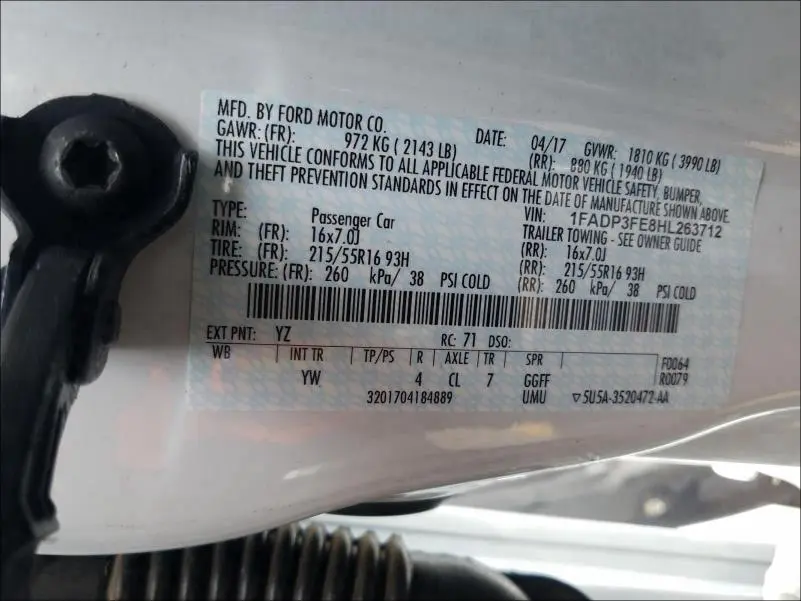 MFD. BY FORD MOTOR CO. DATE: 04/17 GVWR: 1810 KG ( 3990 LB)
GAWR: (FR): 972 KG ( 2143 LB) (RR): 880 KG ( 1940 LB)
THIS VEHICLE CONFORMS TO ALL APPLICABLE FEDERAL MOTOR VEHICLE SAFETY, BUMPER,
AND THEFT PREVENTION STANDARDS IN EFFECT ON THE DATE OF MANUFACTURE SHOWN ABOVE.
VIN: 1FADP3FE8HL263712
TYPE: Passenger Car TRAILER TOWING - SEE OWNER GUIDE
RIM: (FR): 16x7.0J (RR): 16x7.0J
TIRE: (FR): 215/55R16 93H (RR): 215/55R16 93H
PRESSURE: (FR): 260 kPa/ 38 PSI COLD (RR): 260 kPa/ 38 PSI COLD
EXT PNT: YZ RC: 71 DSO:
WB INT TR TP/PS R AXLE TR SPR F0064
YW 4 CL 7 GGFF R0079
3201704184889 UMU ▽5U5A-3520472-AA